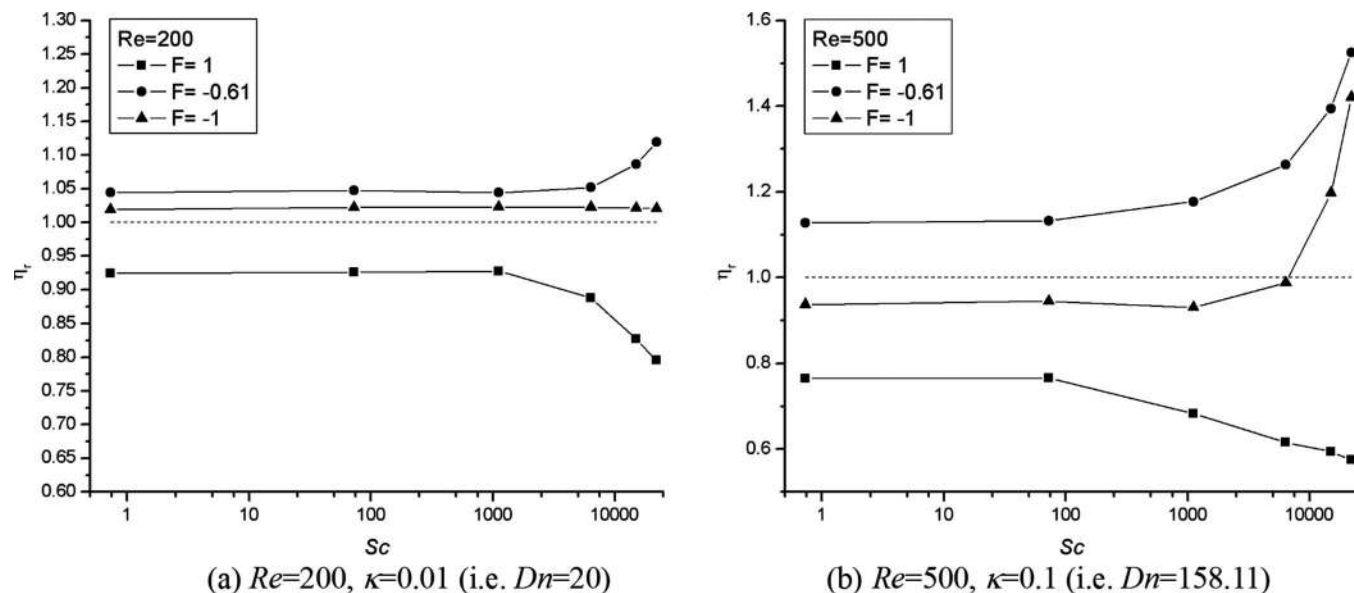 1.30
1.25
1.20
1.15
1.10
1.05
1.00
0.95
0.90
0.85
0.80
0.75
0.70
0.65
0.60
ηr
Re=200
F= 1
F= -0.61
F= -1
1 10 100 1000 10000
Sc
(a) Re=200, κ=0.01 (i.e. Dn=20)
1.6
1.4
1.2
1.0
0.8
0.6
ηr
Re=500
F= 1
F= -0.61
F= -1
1 10 100 1000 10000
Sc
(b) Re=500, κ=0.1 (i.e. Dn=158.11)